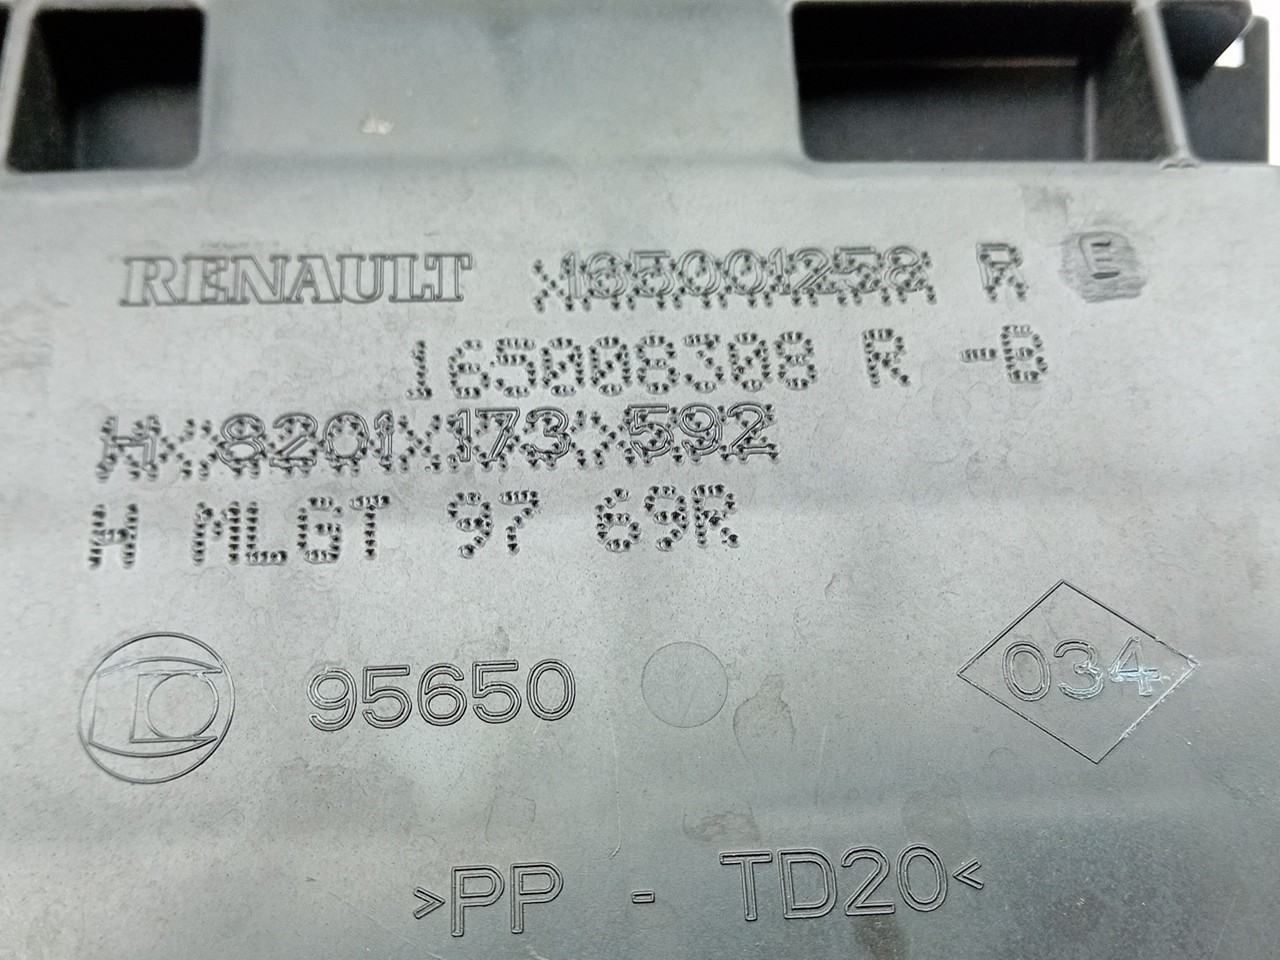 RENAULT 165001258 R E
165008308 R -B
H 8201 173 592
H MLGT 97 69R
95650
034
>PP - TD20<